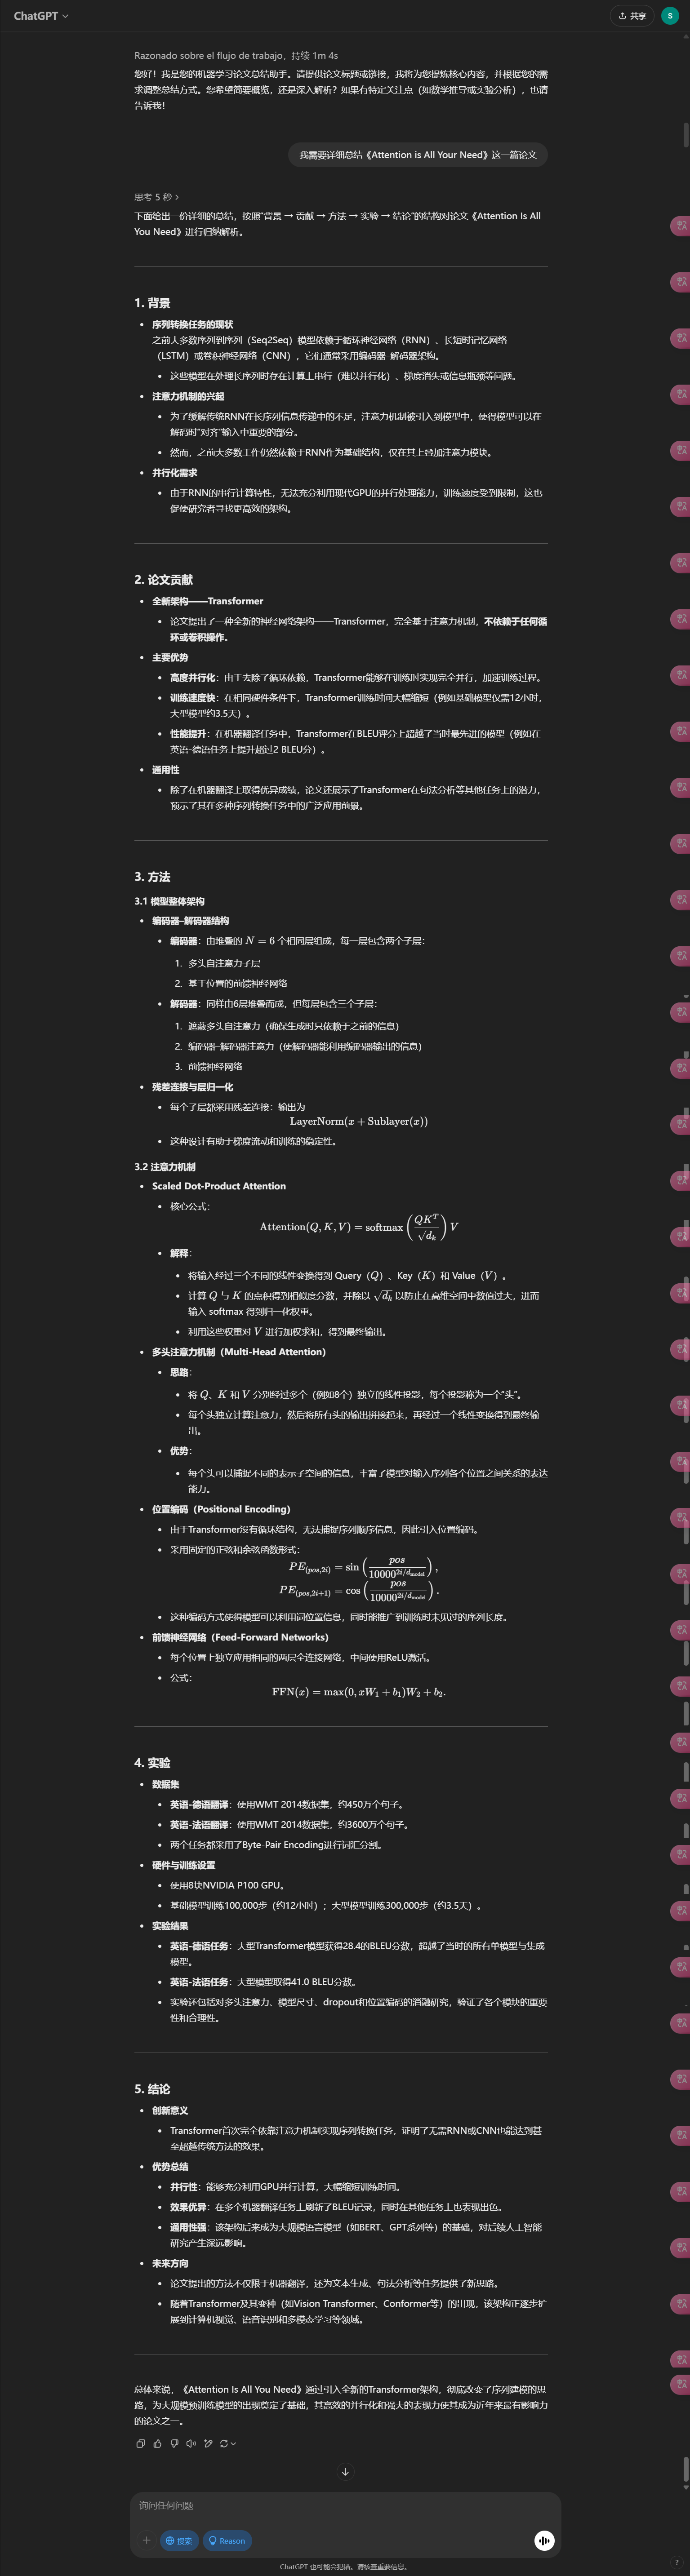 ChatGPT
共享
S
Razonado sobre el flujo de trabajo，持续 1m 4s
您好！我是您的机器学习论文总结助手。请提供论文标题或链接，我将为您提炼核心内容，并根据您的需
求调整总结方式。您希望简要概览，还是深入解析？如果有特定关注点（如数学推导或实验分析），也请
告诉我！
我需要详细总结《Attention is All Your Need》这一篇论文
思考 5 秒
下面给出一份详细的总结，按照“背景 → 贡献 → 方法 → 实验 → 结论”的结构对论文《Attention Is All
You Need》进行归纳解析。
1. 背景
• 序列转换任务的现状
之前大多数序列到序列（Seq2Seq）模型依赖于循环神经网络（RNN）、长短时记忆网络
（LSTM）或卷积神经网络（CNN），它们通常采用编码器–解码器架构。
• 这些模型在处理长序列时存在计算上串行（难以并行化）、梯度消失或信息瓶颈等问题。
• 注意力机制的兴起
• 为了缓解传统RNN在长序列信息传递中的不足，注意力机制被引入到模型中，使得模型可以在
解码时“对齐”输入中重要的部分。
• 然而，之前大多数工作仍然依赖于RNN作为基础结构，仅在其上叠加注意力模块。
• 并行化需求
• 由于RNN的串行计算特性，无法充分利用现代GPU的并行处理能力，训练速度受到限制，这也
促使研究者寻找更高效的架构。
2. 论文贡献
• 全新架构——Transformer
• 论文提出了一种全新的神经网络架构——Transformer，完全基于注意力机制，不依赖于任何循
环或卷积操作。
• 主要优势
• 高度并行化：由于去除了循环依赖，Transformer能够在训练时实现完全并行，加速训练过程。
• 训练速度快：在相同硬件条件下，Transformer训练时间大幅缩短（例如基础模型仅需12小时，
大型模型约3.5天）。
• 性能提升：在机器翻译任务中，Transformer在BLEU评分上超越了当时最先进的模型（例如在
英语-德语任务上提升超过2 BLEU分）。
• 通用性
• 除了在机器翻译上取得优异成绩，论文还展示了Transformer在句法分析等其他任务上的潜力，
预示了其在多种序列转换任务中的广泛应用前景。
3. 方法
3.1 模型整体架构
• 编码器–解码器结构
• 编码器：由堆叠的 N = 6 个相同层组成，每一层包含两个子层：
1. 多头自注意力子层
2. 基于位置的前馈神经网络
• 解码器：同样由6层堆叠而成，但每层包含三个子层：
1. 遮蔽多头自注意力（确保生成时只依赖于之前的信息）
2. 编码器–解码器注意力（使解码器能利用编码器输出的信息）
3. 前馈神经网络
• 残差连接与层归一化
• 每个子层都采用残差连接：输出为
LayerNorm(x + Sublayer(x))
• 这种设计有助于梯度流动和训练的稳定性。
3.2 注意力机制
• Scaled Dot-Product Attention
• 核心公式：
Attention(Q, K, V) = softmax (QK^T / √d_k) V
• 解释：
• 将输入经过三个不同的线性变换得到 Query（Q）、Key（K）和 Value（V）。
• 计算 Q 与 K 的点积得到相似度分数，并除以 √d_k 以防止在高维空间中数值过大，进而
输入 softmax 得到归一化权重。
• 利用这些权重对 V 进行加权求和，得到最终输出。
• 多头注意力机制（Multi-Head Attention）
• 思路：
• 将 Q、K 和 V 分别经过多个（例如8个）独立的线性投影，每个投影称为一个“头”。
• 每个头独立计算注意力，然后将所有头的输出拼接起来，再经过一个线性变换得到最终输
出。
• 优势：
• 每个头可以捕捉不同的表示子空间的信息，丰富了模型对输入序列各个位置之间关系的表达
能力。
• 位置编码（Positional Encoding）
• 由于Transformer没有循环结构，无法捕捉序列顺序信息，因此引入位置编码。
• 采用固定的正弦和余弦函数形式：
PE_(pos,2i) = sin (pos / 10000^(2i/d_model)),
PE_(pos,2i+1) = cos (pos / 10000^(2i/d_model)).
• 这种编码方式使得模型可以利用词位置信息，同时能推广到训练时未见过的序列长度。
• 前馈神经网络（Feed-Forward Networks）
• 每个位置上独立应用相同的两层全连接网络，中间使用ReLU激活。
• 公式：
FFN(x) = max(0, xW_1 + b_1)W_2 + b_2.
4. 实验
• 数据集
• 英语-德语翻译：使用WMT 2014数据集，约450万个句子。
• 英语-法语翻译：使用WMT 2014数据集，约3600万个句子。
• 两个任务都采用了Byte-Pair Encoding进行词汇分割。
• 硬件与训练设置
• 使用8块NVIDIA P100 GPU。
• 基础模型训练100,000步（约12小时）；大型模型训练300,000步（约3.5天）。
• 实验结果
• 英语-德语任务：大型Transformer模型获得28.4的BLEU分数，超越了当时的所有单模型与集成
模型。
• 英语-法语任务：大型模型取得41.0 BLEU分数。
• 实验还包括对多头注意力、模型尺寸、dropout和位置编码的消融研究，验证了各个模块的重要
性和合理性。
5. 结论
• 创新意义
• Transformer首次完全依靠注意力机制实现序列转换任务，证明了无需RNN或CNN也能达到甚
至超越传统方法的效果。
• 优势总结
• 并行性：能够充分利用GPU并行计算，大幅缩短训练时间。
• 效果优异：在多个机器翻译任务上刷新了BLEU记录，同时在其他任务上也表现出色。
• 通用性强：该架构后来成为大规模语言模型（如BERT、GPT系列等）的基础，对后续人工智能
研究产生深远影响。
• 未来方向
• 论文提出的方法不仅限于机器翻译，还为文本生成、句法分析等任务提供了新思路。
• 随着Transformer及其变种（如Vision Transformer、Conformer等）的出现，该架构正逐步扩
展到计算机视觉、语音识别和多模态学习等领域。
总体来说，《Attention Is All You Need》通过引入全新的Transformer架构，彻底改变了序列建模的思
路，为大规模预训练模型的出现奠定了基础，其高效的并行化和强大的表现力使其成为近年来最有影响力
的论文之一。
询问任何问题
搜索
Reason
ChatGPT 也可能会犯错。请核查重要信息。
?